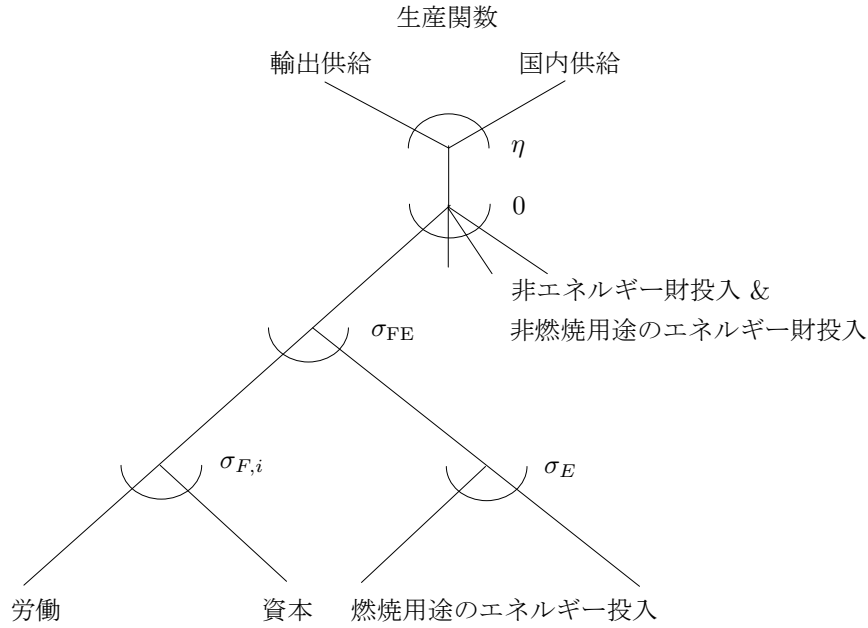 生産関数
輸出供給 国内供給
η
0
非エネルギー財投入 &
非燃焼用途のエネルギー財投入
σFE
σF,i σE
労働 資本 燃焼用途のエネルギー投入